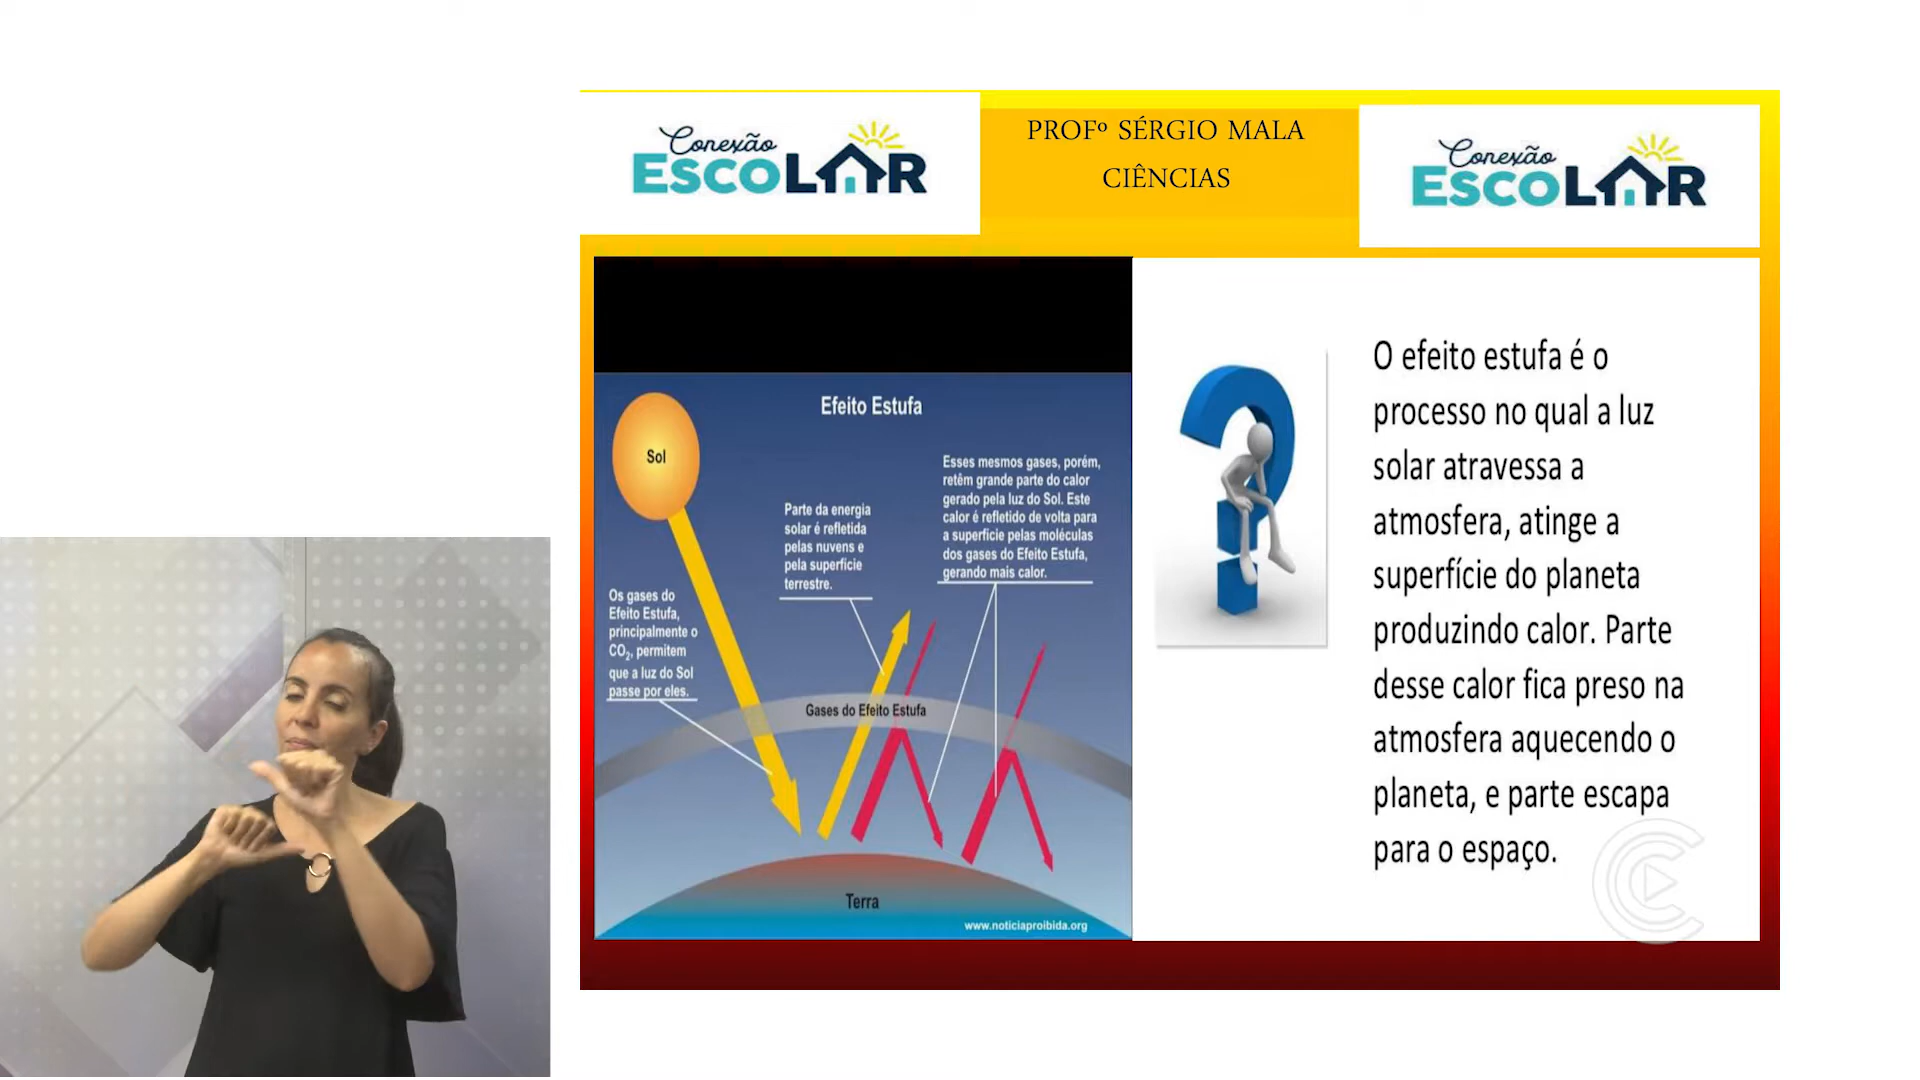 Conexão
ESCOLAR
PROFº SÉRGIO MALA
CIÊNCIAS
Conexão
ESCOLAR
Efeito Estufa
Sol
Os gases do
Efeito Estufa,
principalmente o
CO₂, permitem
que a luz do Sol
passe por eles.
Parte da energia
solar é refletida
pelas nuvens e
pela superfície
terrestre.
Esses mesmos gases, porém,
retêm grande parte do calor
gerado pela luz do Sol. Este
calor é refletido de volta para
a superfície pelas moléculas
dos gases do Efeito Estufa,
gerando mais calor.
Gases do Efeito Estufa
Terra
www.noticiaproibida.org
O efeito estufa é o
processo no qual a luz
solar atravessa a
atmosfera, atinge a
superfície do planeta
produzindo calor. Parte
desse calor fica preso na
atmosfera aquecendo o
planeta, e parte escapa
para o espaço.